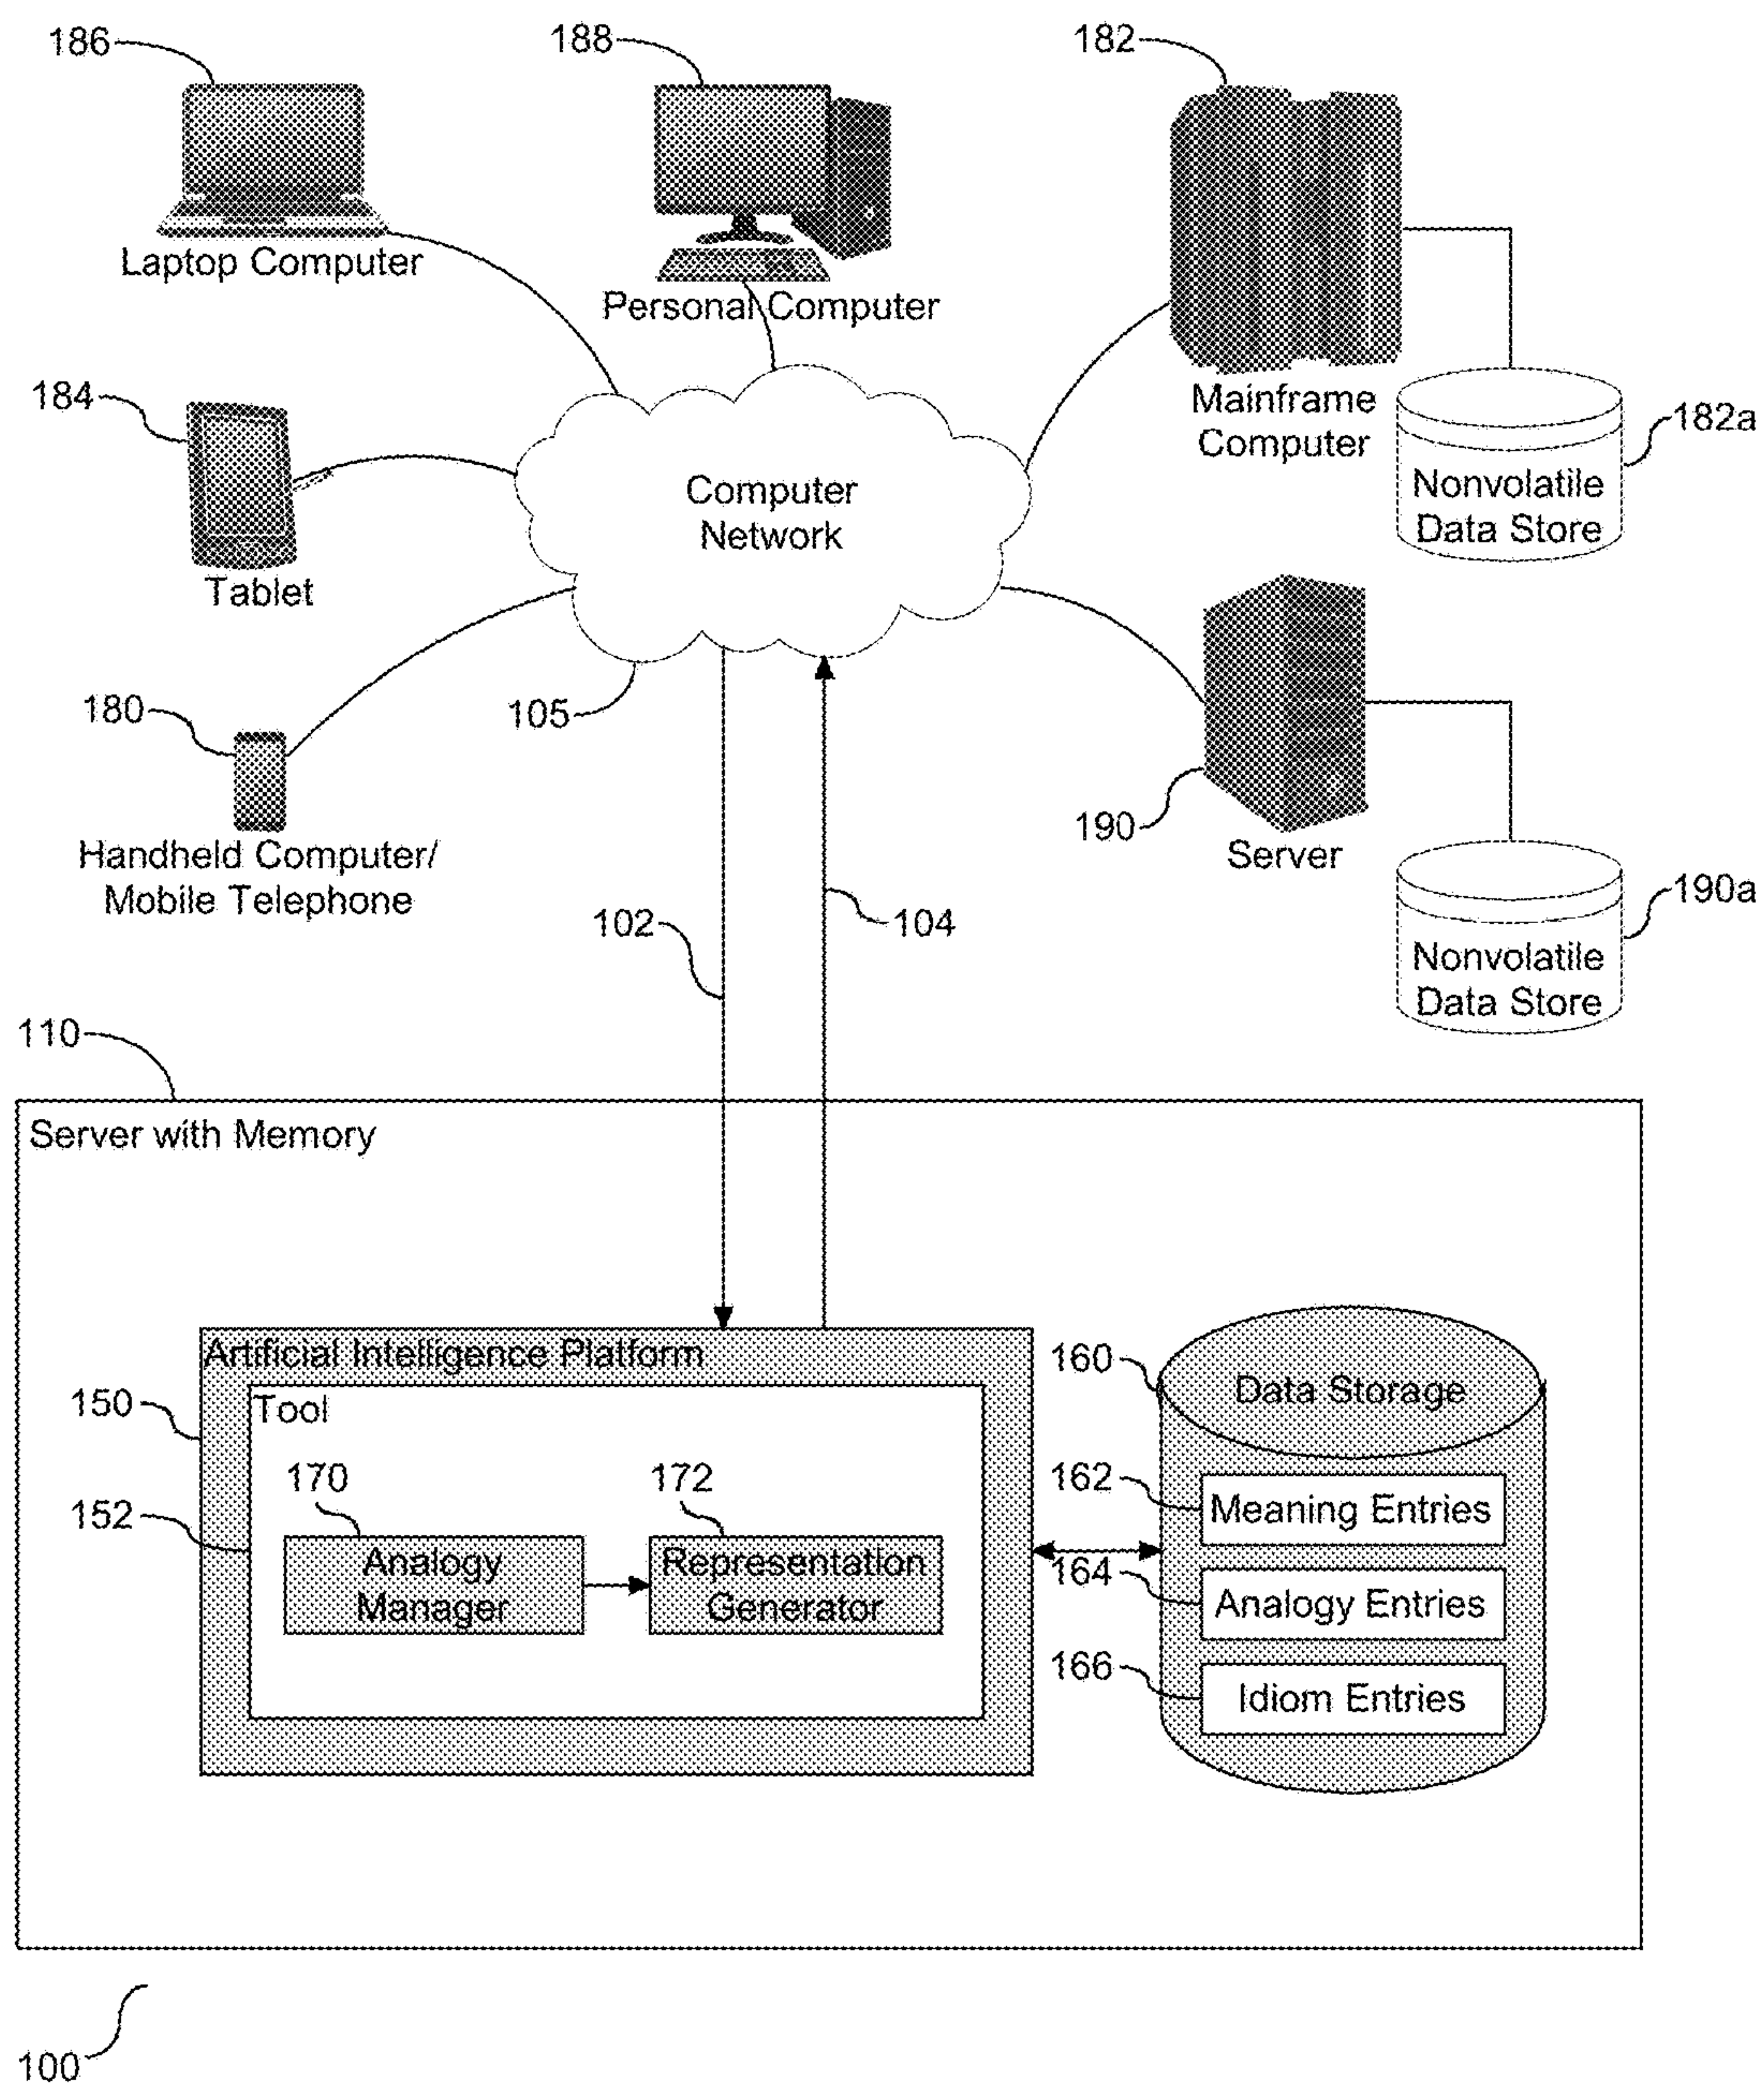 186
188
182
Laptop Computer
Personal Computer
184
Mainframe
Computer
182a
Nonvolatile
Data Store
Computer
Network
Tablet
180
105
190
Server
Handheld Computer/
Mobile Telephone
102
104
190a
Nonvolatile
Data Store
110
Server with Memory
Artificial Intelligence Platform
160
Data Storage
150
Tool
170
172
162
Meaning Entries
152
Analogy
Manager
Representation
Generator
164
Analogy Entries
166
Idiom Entries
100